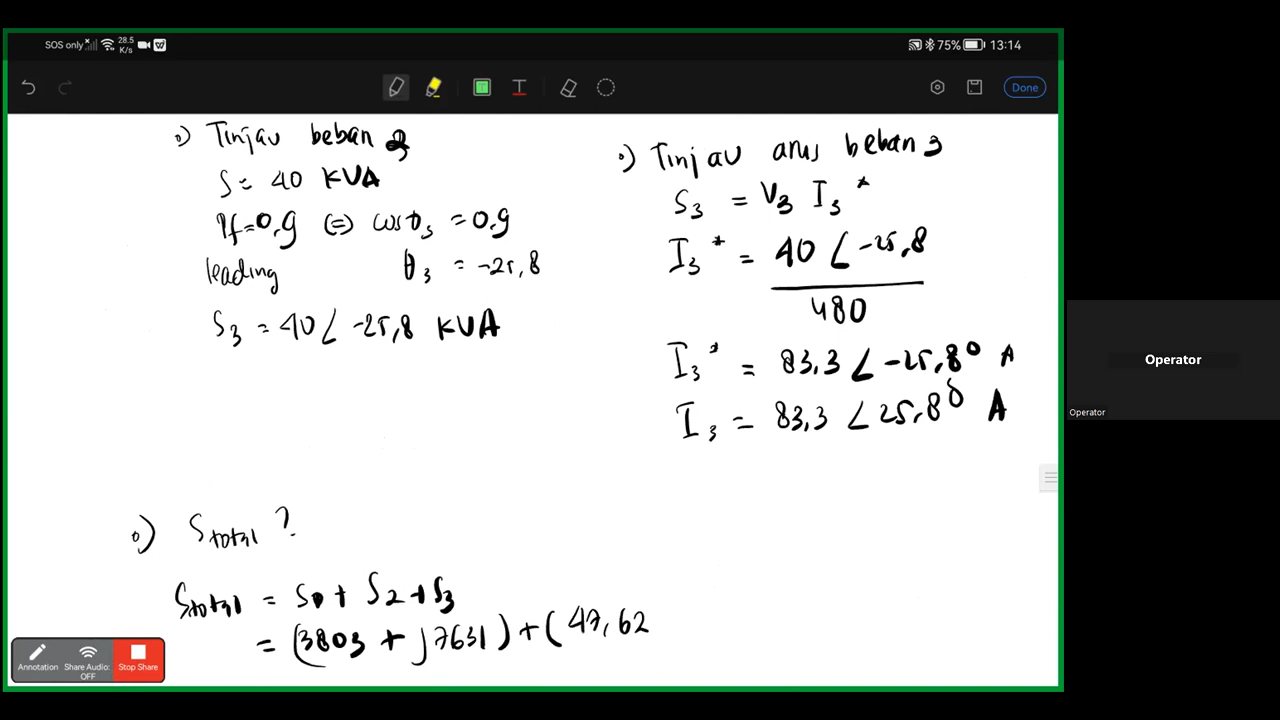 SOS only 28.5 K/s 75% 13:14
Done
o) Tinjau beban 3
S = 40 KVA
Pf = 0,9 (=) cos θ3 = 0,9
leading θ3 = -25,8
S3 = 40∠ -25,8 KVA
o) Tinjau arus beban 3
S3 = V3 I3*
I3* = 40 ∠ -25,8
480
I3* = 83,3 ∠ -25,8° A
I3 = 83,3 ∠ 25,8° A
o) Stotal ?
Stotal = S1 + S2 + S3
= (3803 + j7631) + (47,62
Annotation Share Audio: OFF Stop Share
Operator
Operator